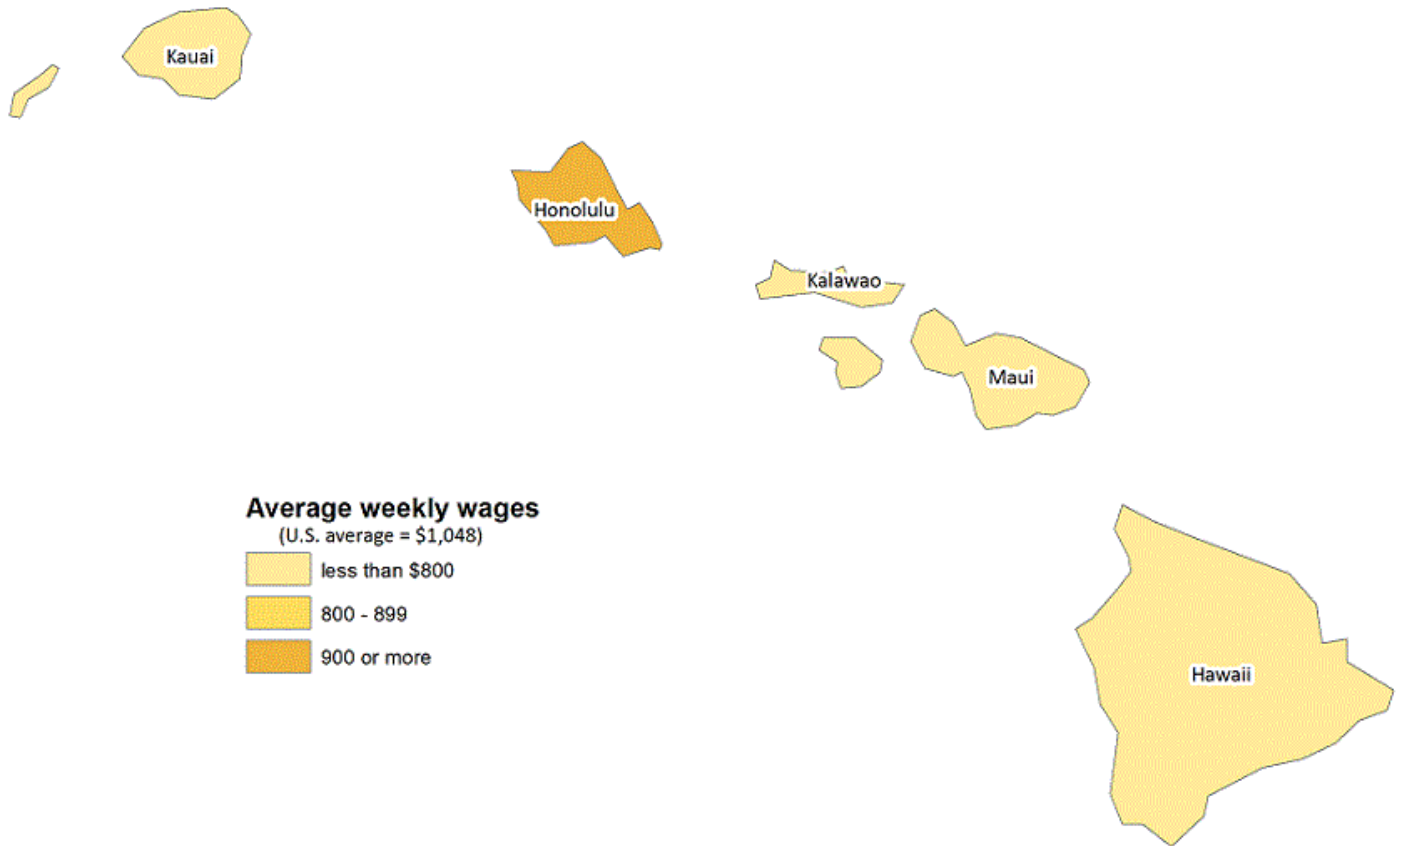 Kauai
Honolulu
Kalawao
Maui
Average weekly wages
(U.S. average = $1,048)
less than $800
800 - 899
900 or more
Hawaii